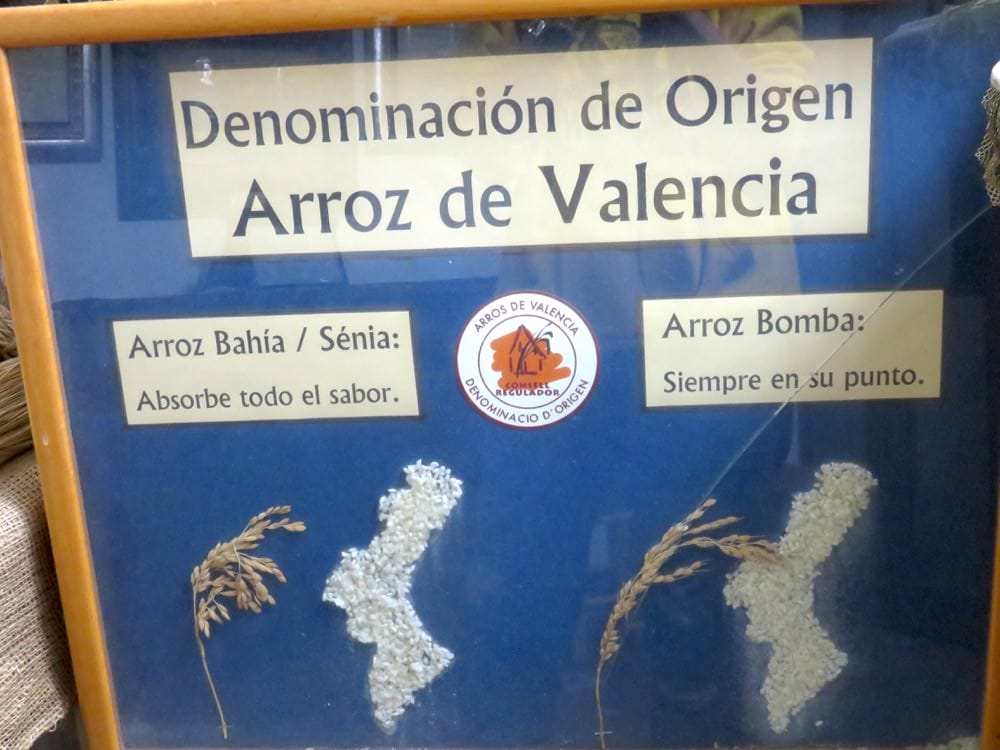 Denominación de Origen
Arroz de Valencia
Arroz Bahía / Sénia:
Absorbe todo el sabor.
ARROS DE VALENCIA
CONSELL
REGULADOR
DENOMINACIO D'ORIGEN
Arroz Bomba:
Siempre en su punto.